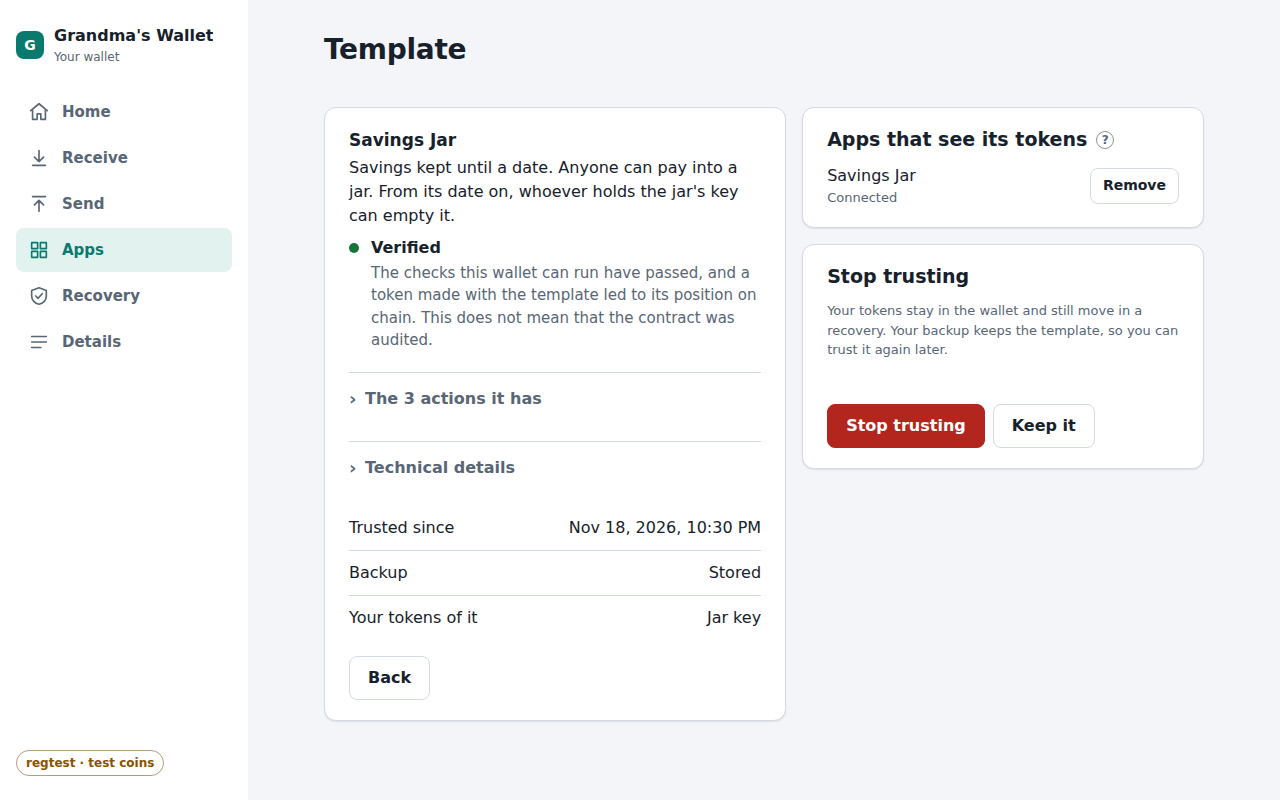 G
Grandma's Wallet
Your wallet
Home
Receive
Send
Apps
Recovery
Details
regtest · test coins
Template
Savings Jar
Savings kept until a date. Anyone can pay into a
jar. From its date on, whoever holds the jar's key
can empty it.
Verified
The checks this wallet can run have passed, and a
token made with the template led to its position on
chain. This does not mean that the contract was
audited.
› The 3 actions it has
› Technical details
Trusted since Nov 18, 2026, 10:30 PM
Backup Stored
Your tokens of it Jar key
Back
Apps that see its tokens ?
Savings Jar
Connected
Remove
Stop trusting
Your tokens stay in the wallet and still move in a
recovery. Your backup keeps the template, so you can
trust it again later.
Stop trusting Keep it